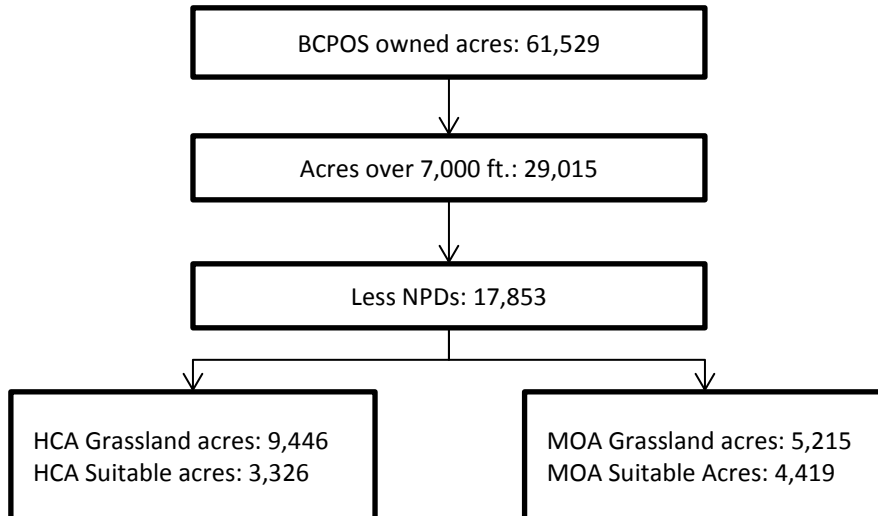 BCPOS owned acres: 61,529
Acres over 7,000 ft.: 29,015
Less NPDs: 17,853
HCA Grassland acres: 9,446
HCA Suitable acres: 3,326
MOA Grassland acres: 5,215
MOA Suitable Acres: 4,419